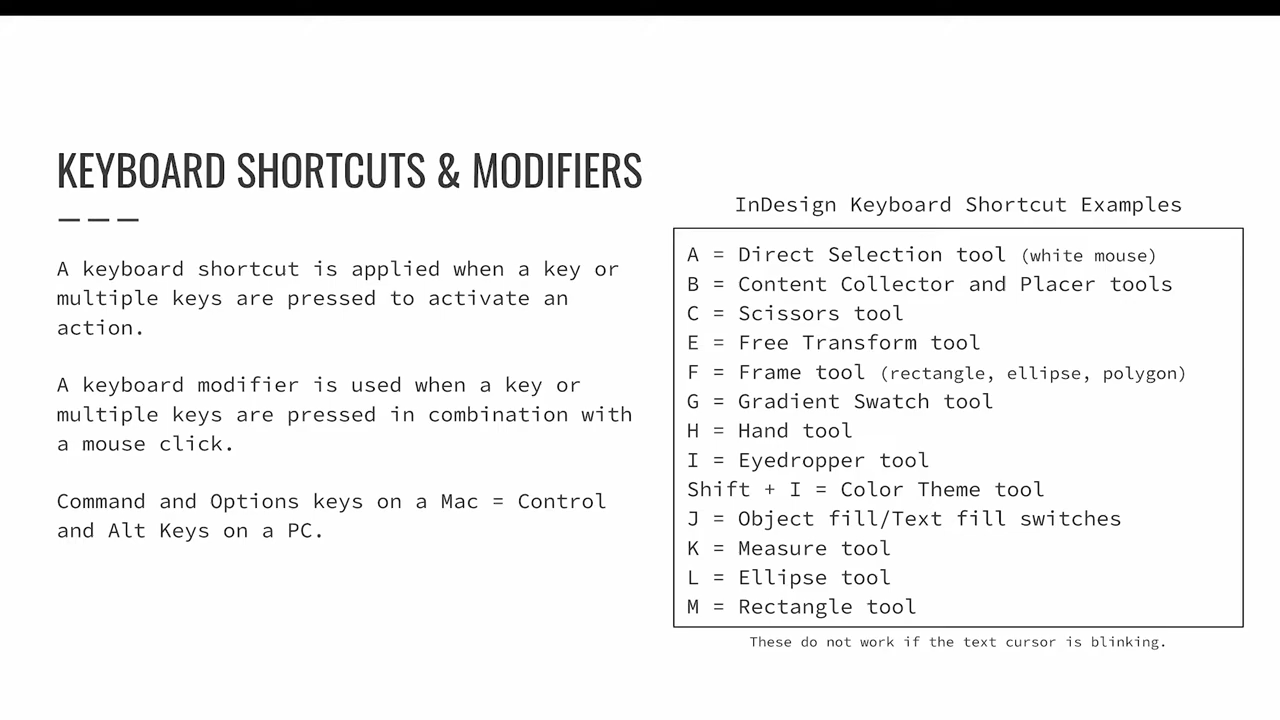 KEYBOARD SHORTCUTS & MODIFIERS
A keyboard shortcut is applied when a key or
multiple keys are pressed to activate an
action.
A keyboard modifier is used when a key or
multiple keys are pressed in combination with
a mouse click.
Command and Options keys on a Mac = Control
and Alt Keys on a PC.
InDesign Keyboard Shortcut Examples
A = Direct Selection tool (white mouse)
B = Content Collector and Placer tools
C = Scissors tool
E = Free Transform tool
F = Frame tool (rectangle, ellipse, polygon)
G = Gradient Swatch tool
H = Hand tool
I = Eyedropper tool
Shift + I = Color Theme tool
J = Object fill/Text fill switches
K = Measure tool
L = Ellipse tool
M = Rectangle tool
These do not work if the text cursor is blinking.